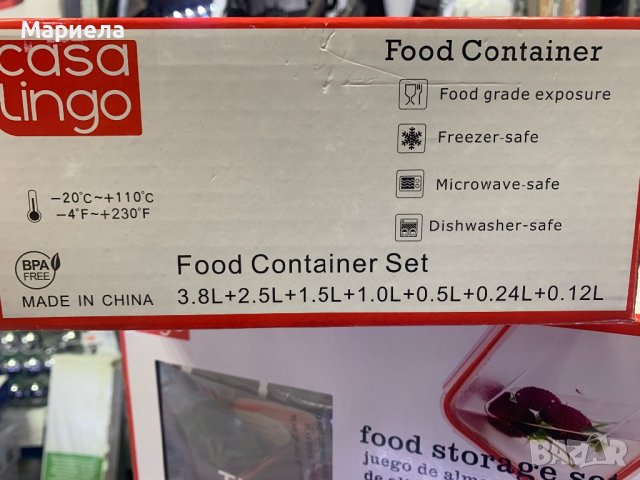 Мариела
casa
lingo
Food Container
Food grade exposure
Freezer-safe
Microwave-safe
Dishwasher-safe
-20°C~+110°C
-4°F~+230°F
BPA
FREE
MADE IN CHINA
Food Container Set
3.8L+2.5L+1.5L+1.0L+0.5L+0.24L+0.12L
food storage set
juego de
BAZAR